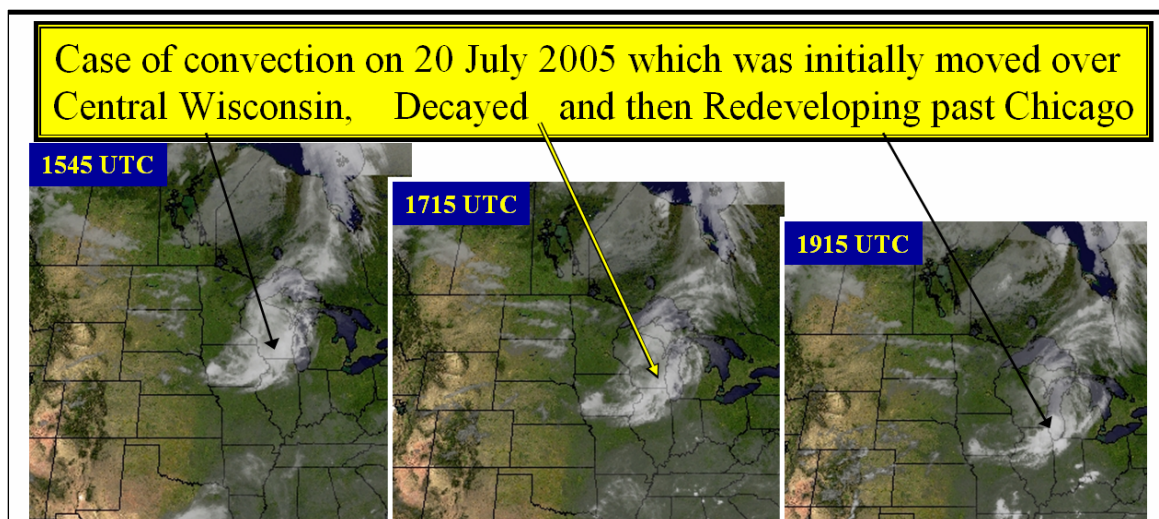 Case of convection on 20 July 2005 which was initially moved over
Central Wisconsin, Decayed and then Redeveloping past Chicago
1545 UTC
1715 UTC
1915 UTC